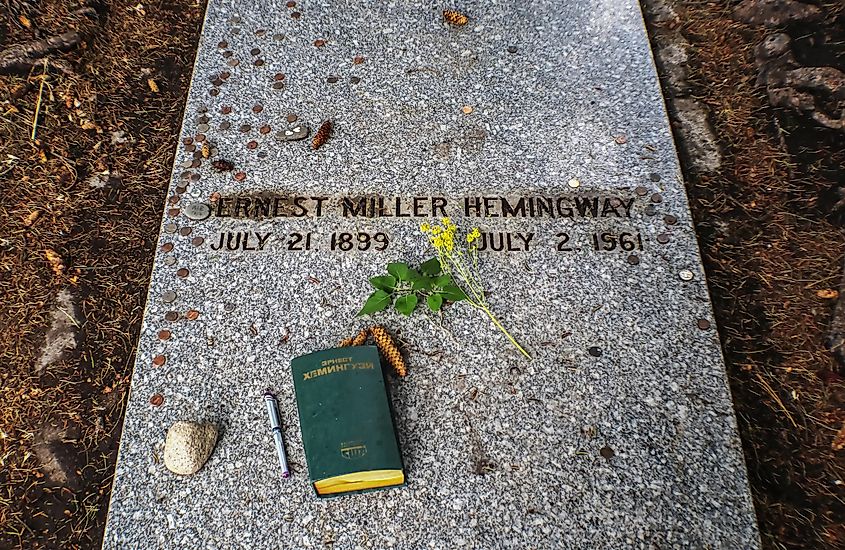 ERNEST MILLER HEMINGWAY
JULY 21 1899 JULY 2 1961
ЭРНЕСТ
ХЕМИНГУЭЙ